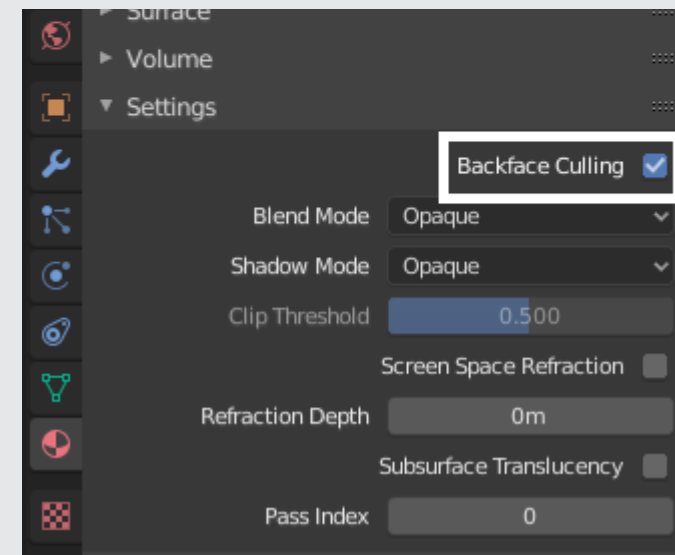 Surface
Volume
Settings
Backface Culling
Blend Mode Opaque
Shadow Mode Opaque
Clip Threshold 0.500
Screen Space Refraction
Refraction Depth 0m
Subsurface Translucency
Pass Index 0